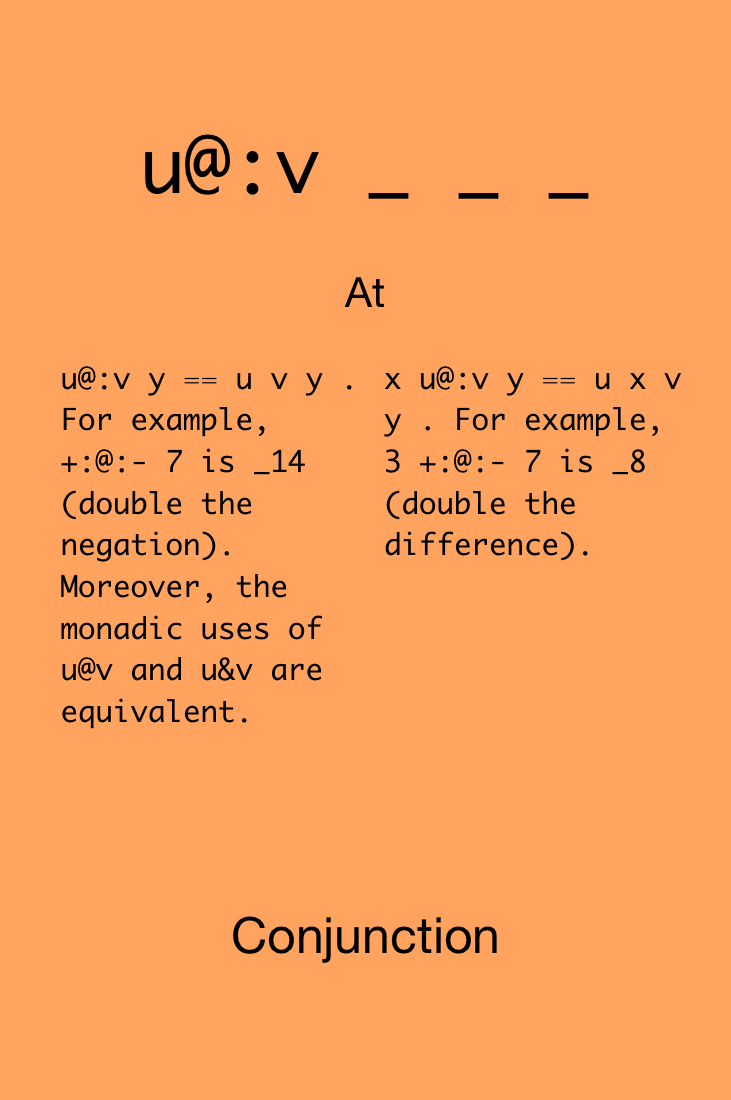 u@:v _ _ _
At
u@:v y == u v y .
For example,
+:@:- 7 is _14
(double the
negation).
Moreover, the
monadic uses of
u@v and u&v are
equivalent.
x u@:v y == u x v
y . For example,
3 +:@:- 7 is _8
(double the
difference).
Conjunction